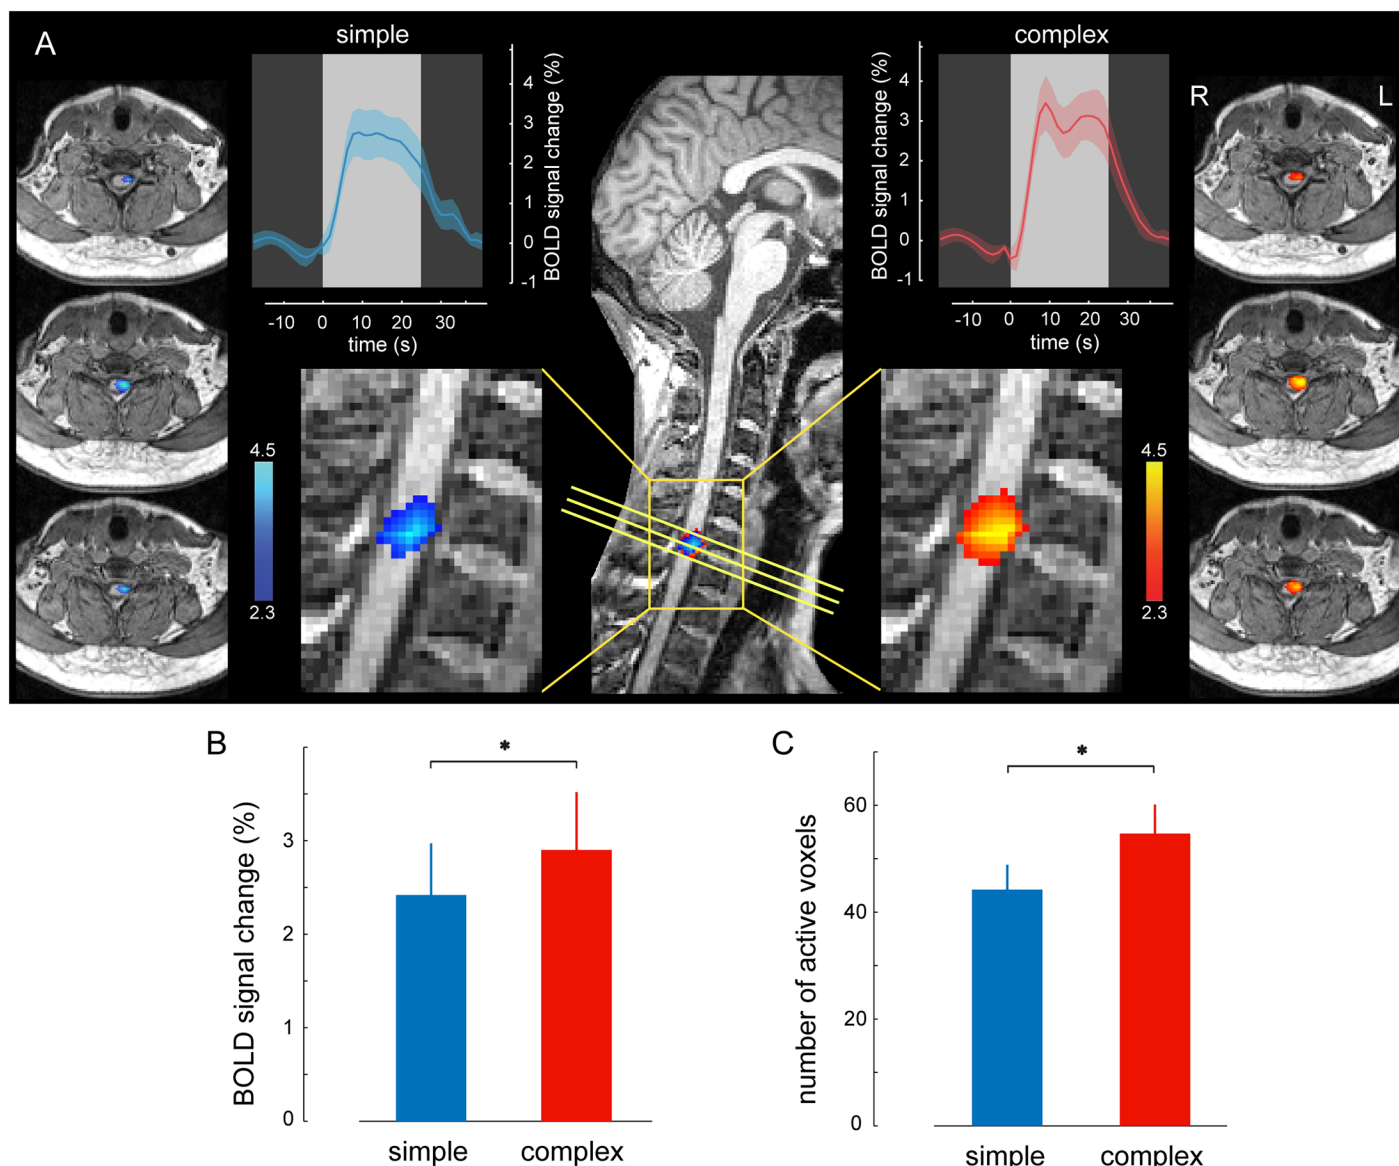 A
simple
BOLD signal change (%)
4
3
2
1
0
-1
-10 0 10 20 30
time (s)
complex
BOLD signal change (%)
4
3
2
1
0
-1
-10 0 10 20 30
time (s)
R L
4.5
2.3
4.5
2.3
B
BOLD signal change (%)
3
2
1
0
*
simple complex
C
number of active voxels
60
40
20
0
*
simple complex